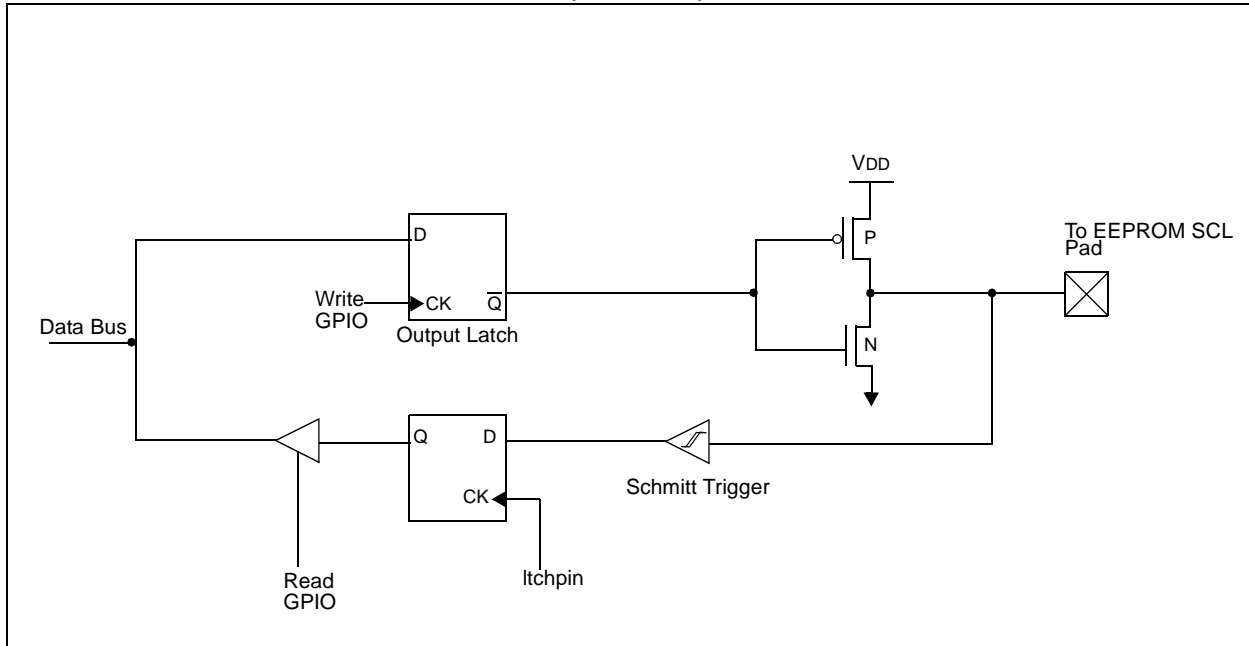 VDD
P
To EEPROM SCL
Pad
D
Write
GPIO
CK
Q
Output Latch
Data Bus
N
Q
D
Schmitt Trigger
CK
ltchpin
Read
GPIO